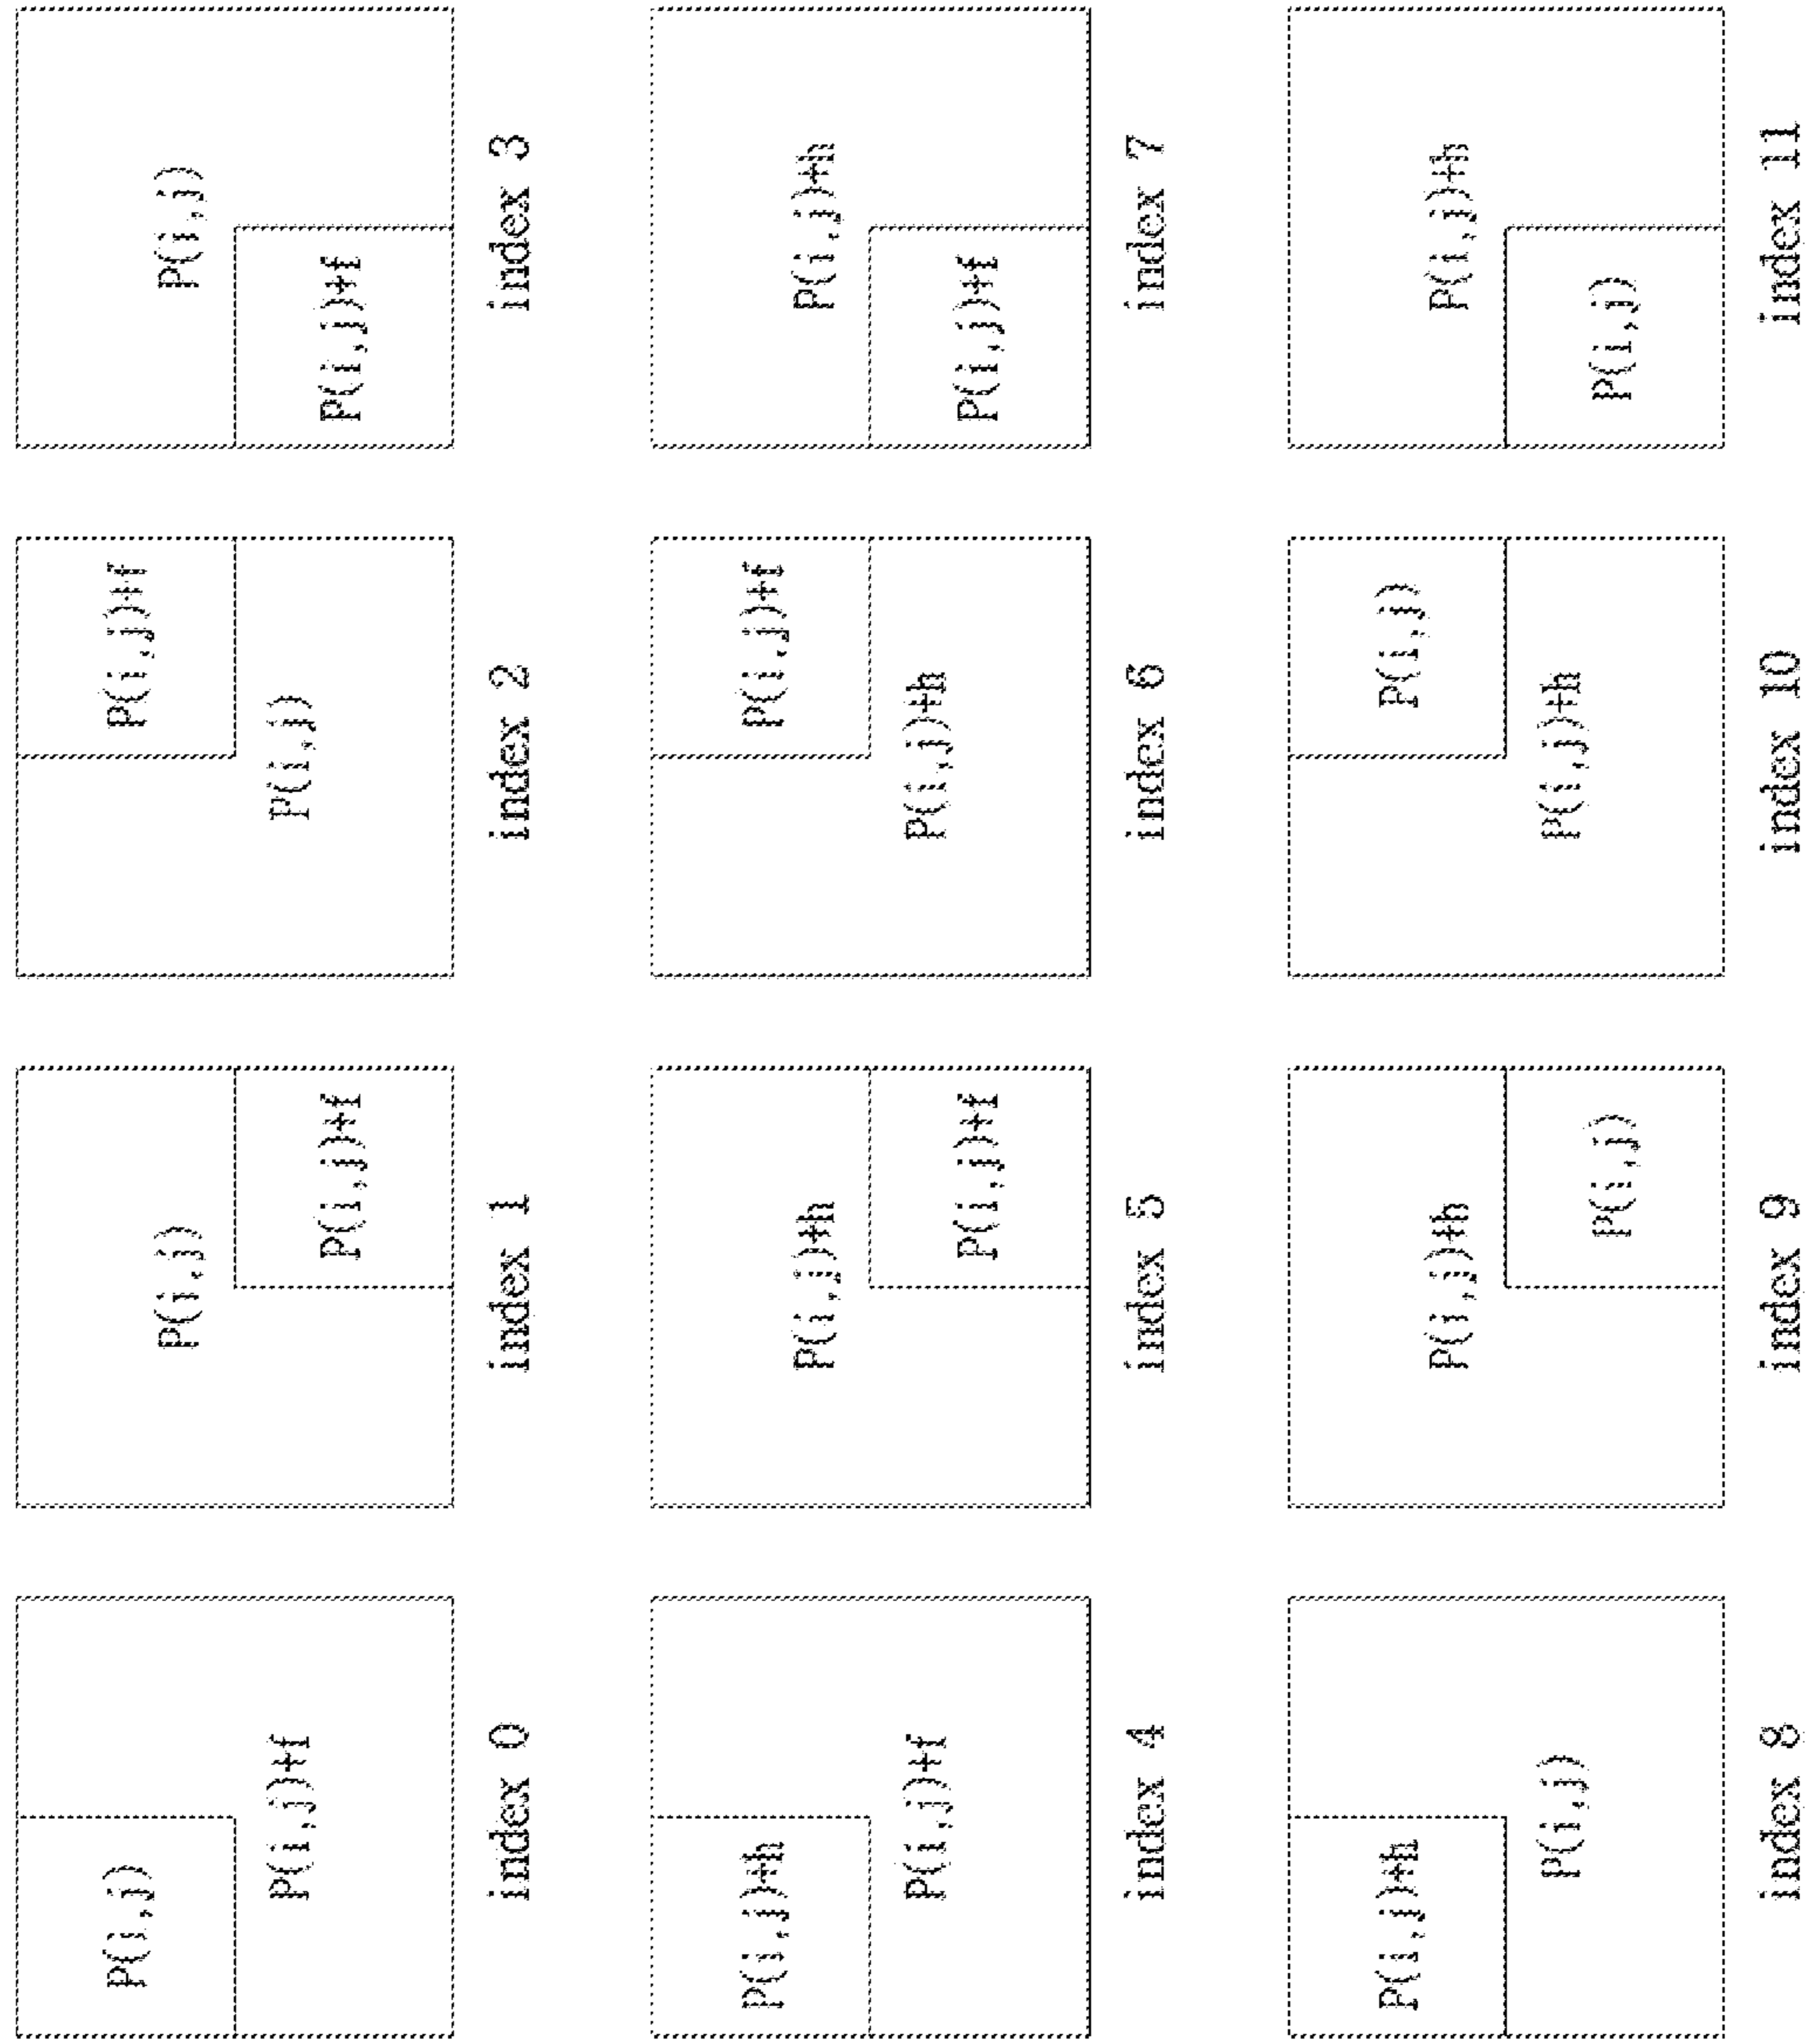 P(i,j)
P(i,j)+f
index 0
P(i,j)
P(i,j)+f
index 1
P(i,j)+f
P(i,j)
index 2
P(i,j)
P(i,j)+f
index 3
P(i,j)+h
P(i,j)+f
index 4
P(i,j)+h
P(i,j)+f
index 5
P(i,j)+f
P(i,j)+h
index 6
P(i,j)+h
P(i,j)+f
index 7
P(i,j)+h
P(i,j)
index 8
P(i,j)+h
P(i,j)
index 9
P(i,j)
P(i,j)+h
index 10
P(i,j)+h
P(i,j)
index 11